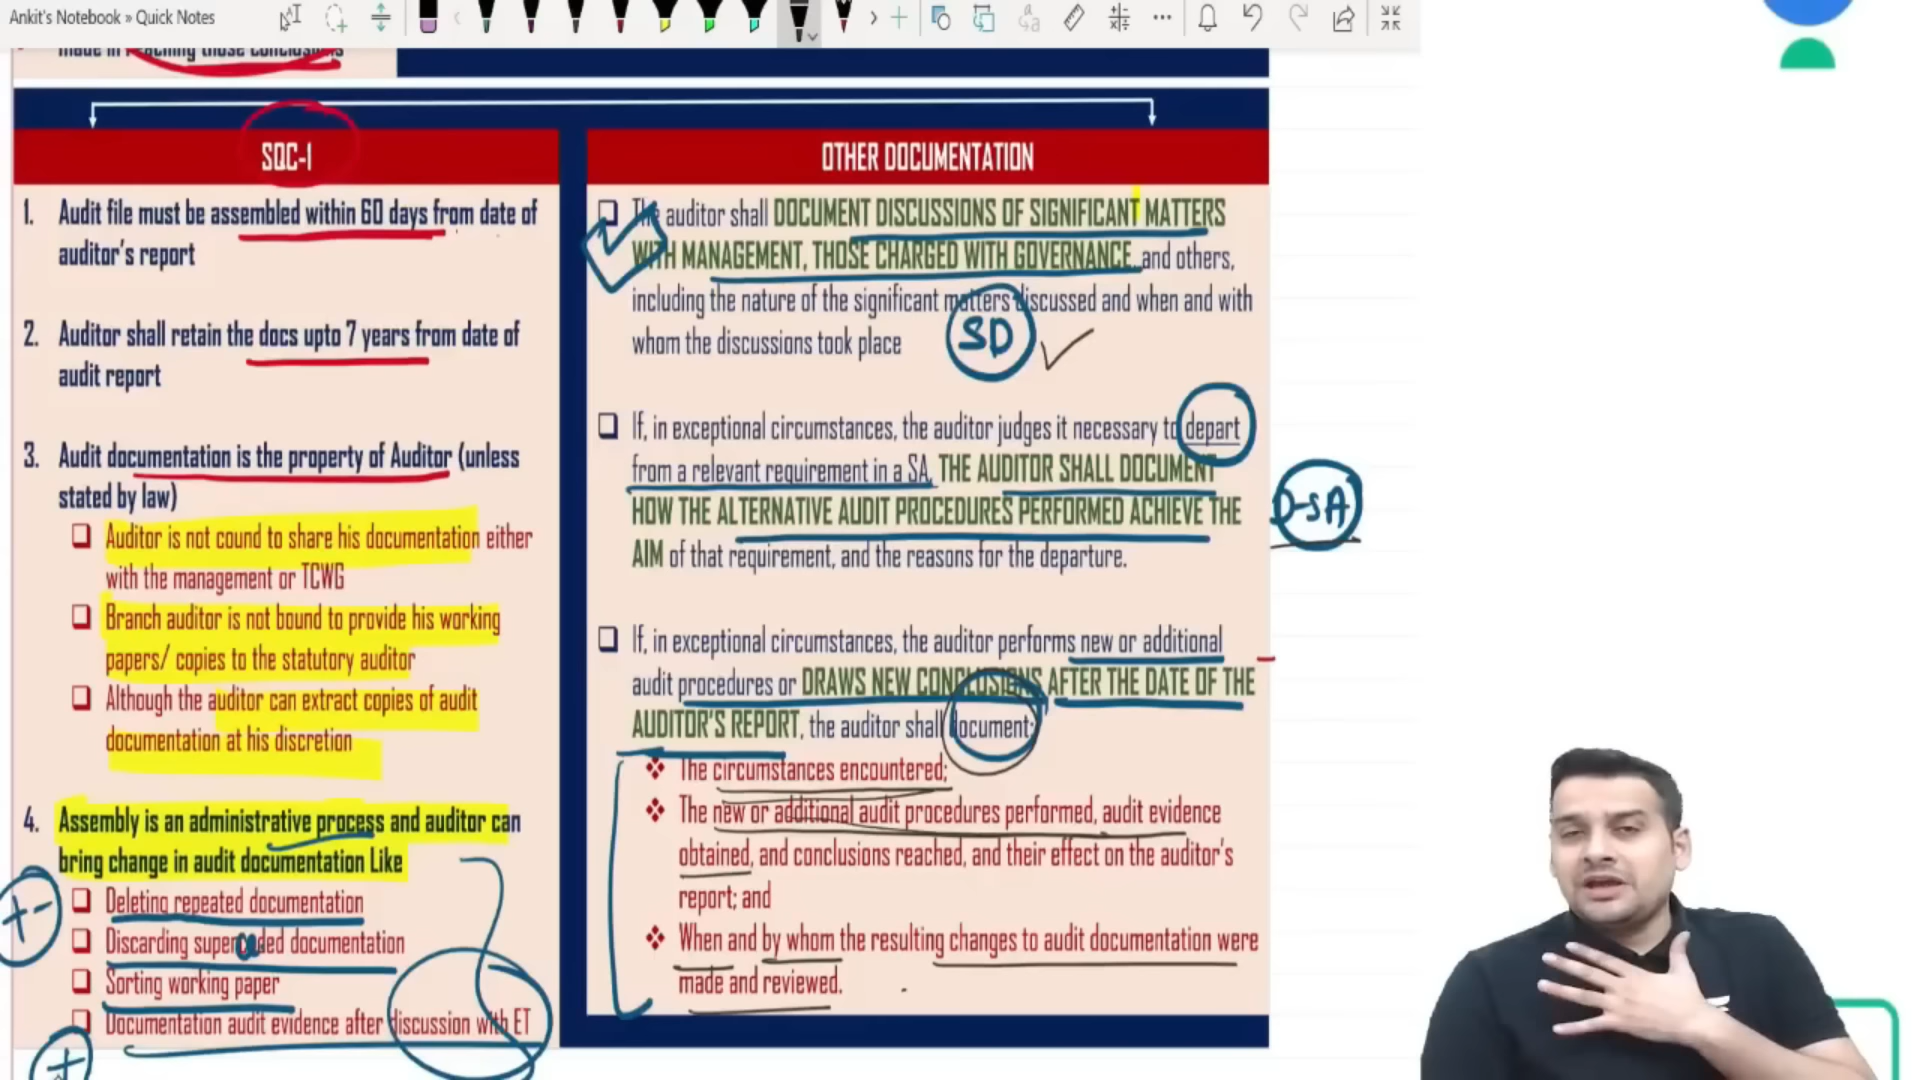 Ankit's Notebook » Quick Notes
made in reaching those conclusions
SQC-1
1. Audit file must be assembled within 60 days from date of
auditor's report
2. Auditor shall retain the docs upto 7 years from date of
audit report
3. Audit documentation is the property of Auditor (unless
stated by law)
Auditor is not cound to share his documentation either
with the management or TCWG
Branch auditor is not bound to provide his working
papers/ copies to the statutory auditor
Although the auditor can extract copies of audit
documentation at his discretion
4. Assembly is an administrative process and auditor can
bring change in audit documentation Like
+-
Deleting repeated documentation
Discarding superceded documentation
Sorting working paper
Documentation audit evidence after discussion with ET
+
OTHER DOCUMENTATION
The auditor shall DOCUMENT DISCUSSIONS OF SIGNIFICANT MATTERS
WITH MANAGEMENT, THOSE CHARGED WITH GOVERNANCE, and others,
including the nature of the significant matters discussed and when and with
whom the discussions took place
SD
If, in exceptional circumstances, the auditor judges it necessary to depart
from a relevant requirement in a SA, THE AUDITOR SHALL DOCUMENT
HOW THE ALTERNATIVE AUDIT PROCEDURES PERFORMED ACHIEVE THE
AIM of that requirement, and the reasons for the departure.
D-SA
If, in exceptional circumstances, the auditor performs new or additional
audit procedures or DRAWS NEW CONCLUSIONS AFTER THE DATE OF THE
AUDITOR'S REPORT, the auditor shall document:
The circumstances encountered;
The new or additional audit procedures performed, audit evidence
obtained, and conclusions reached, and their effect on the auditor's
report; and
When and by whom the resulting changes to audit documentation were
made and reviewed.